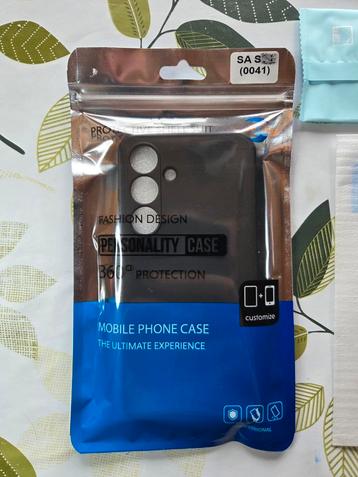 SA S
(0041)
FASHION DESIGN
PERSONALITY CASE
360° PROTECTION
customize
MOBILE PHONE CASE
THE ULTIMATE EXPERIENCE